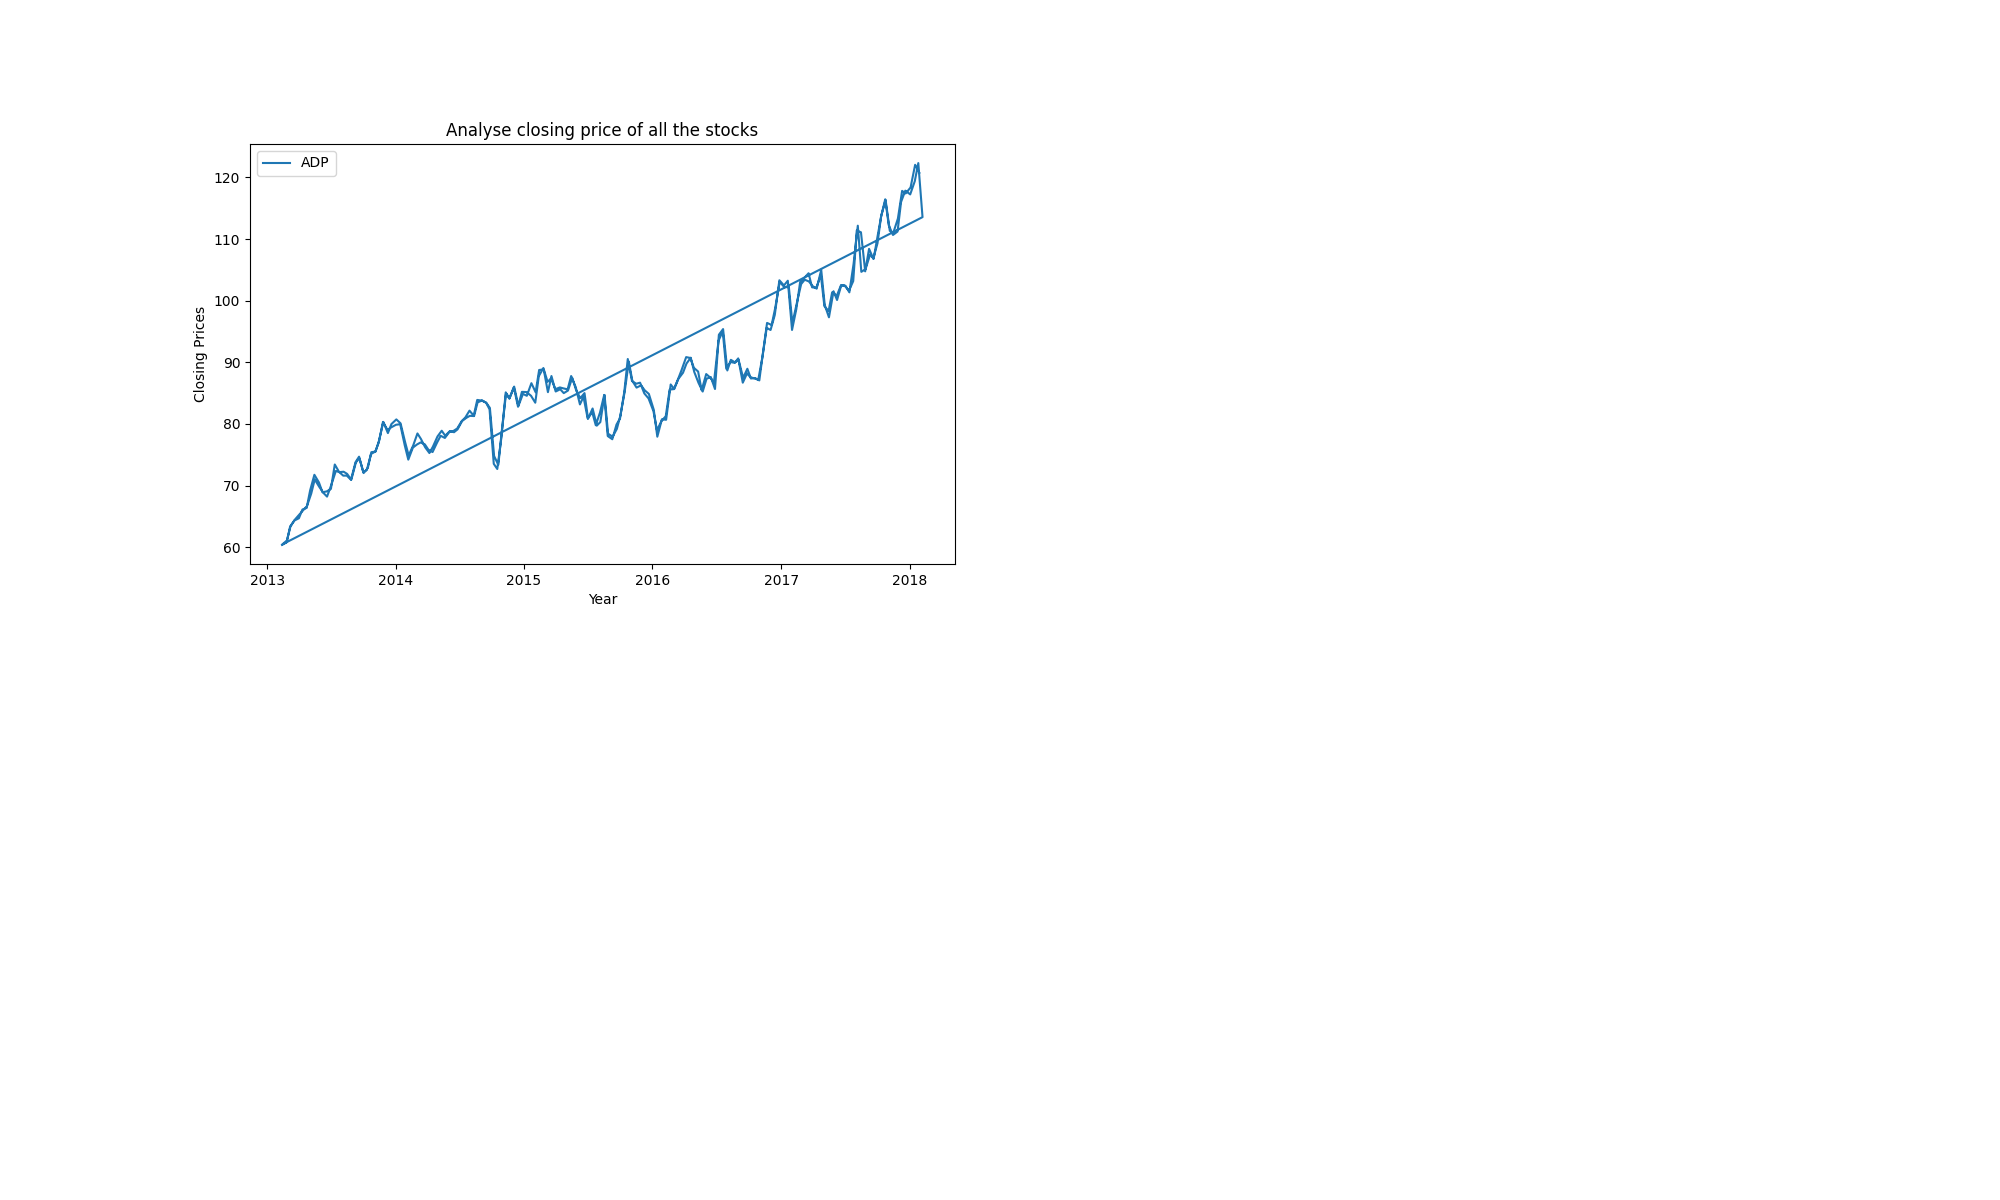 Analyse closing price of all the stocks
ADP
120
110
100
90
80
70
60
Closing Prices
2013 2014 2015 2016 2017 2018
Year